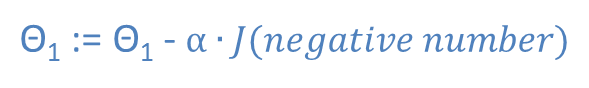 Θ₁ := Θ₁ - α · J(negative number)